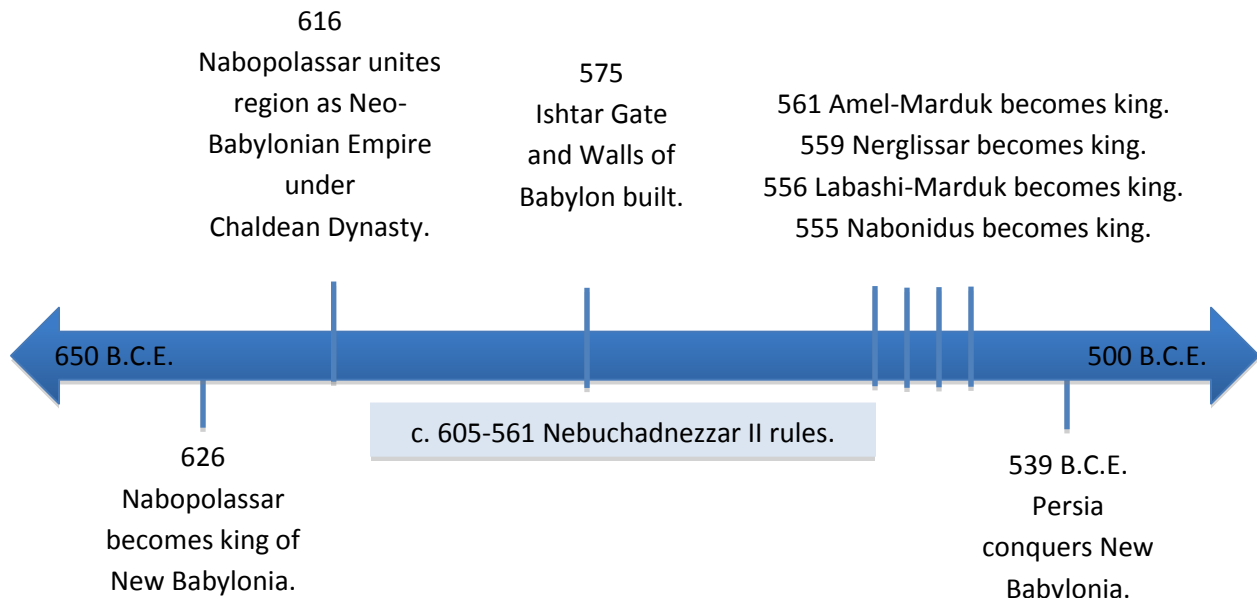 616
Nabopolassar unites
region as Neo-
Babylonian Empire
under
Chaldean Dynasty.
575
Ishtar Gate
and Walls of
Babylon built.
561 Amel-Marduk becomes king.
559 Nerglissar becomes king.
556 Labashi-Marduk becomes king.
555 Nabonidus becomes king.
650 B.C.E.
500 B.C.E.
c. 605-561 Nebuchadnezzar II rules.
626
Nabopolassar
becomes king of
New Babylonia.
539 B.C.E.
Persia
conquers New
Babylonia.